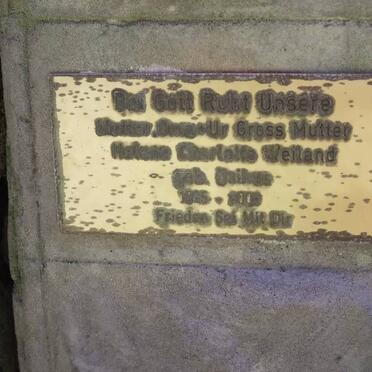 Bei Gott Ruht Unsere
Mutter Oma + Ur Gross Mutter
Helene Charlotte Weiland
geb.
Frieden Sei Mit Dir